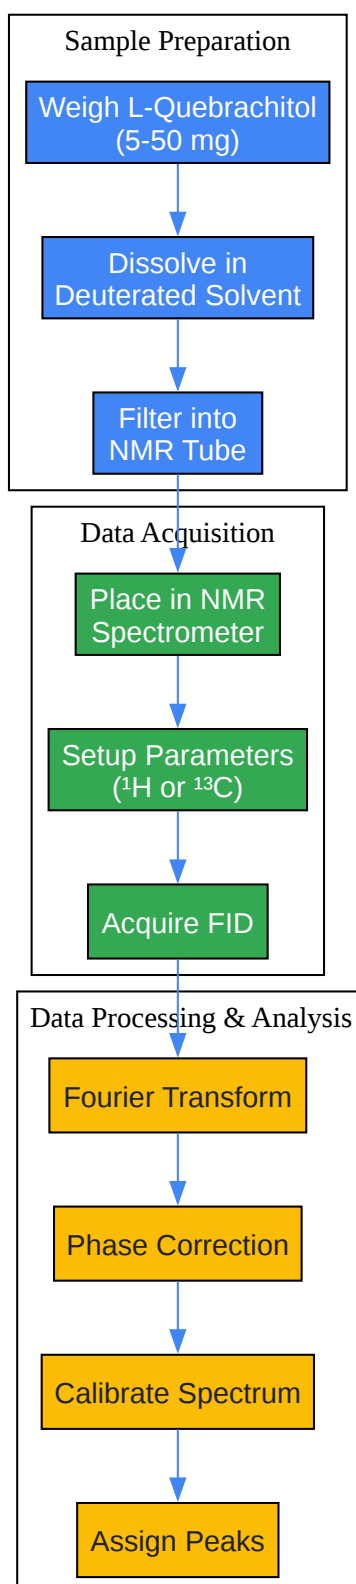 Sample Preparation
Weigh L-Quebrachitol
(5-50 mg)
Dissolve in
Deuterated Solvent
Filter into
NMR Tube
Data Acquisition
Place in NMR
Spectrometer
Setup Parameters
(¹H or ¹³C)
Acquire FID
Data Processing & Analysis
Fourier Transform
Phase Correction
Calibrate Spectrum
Assign Peaks